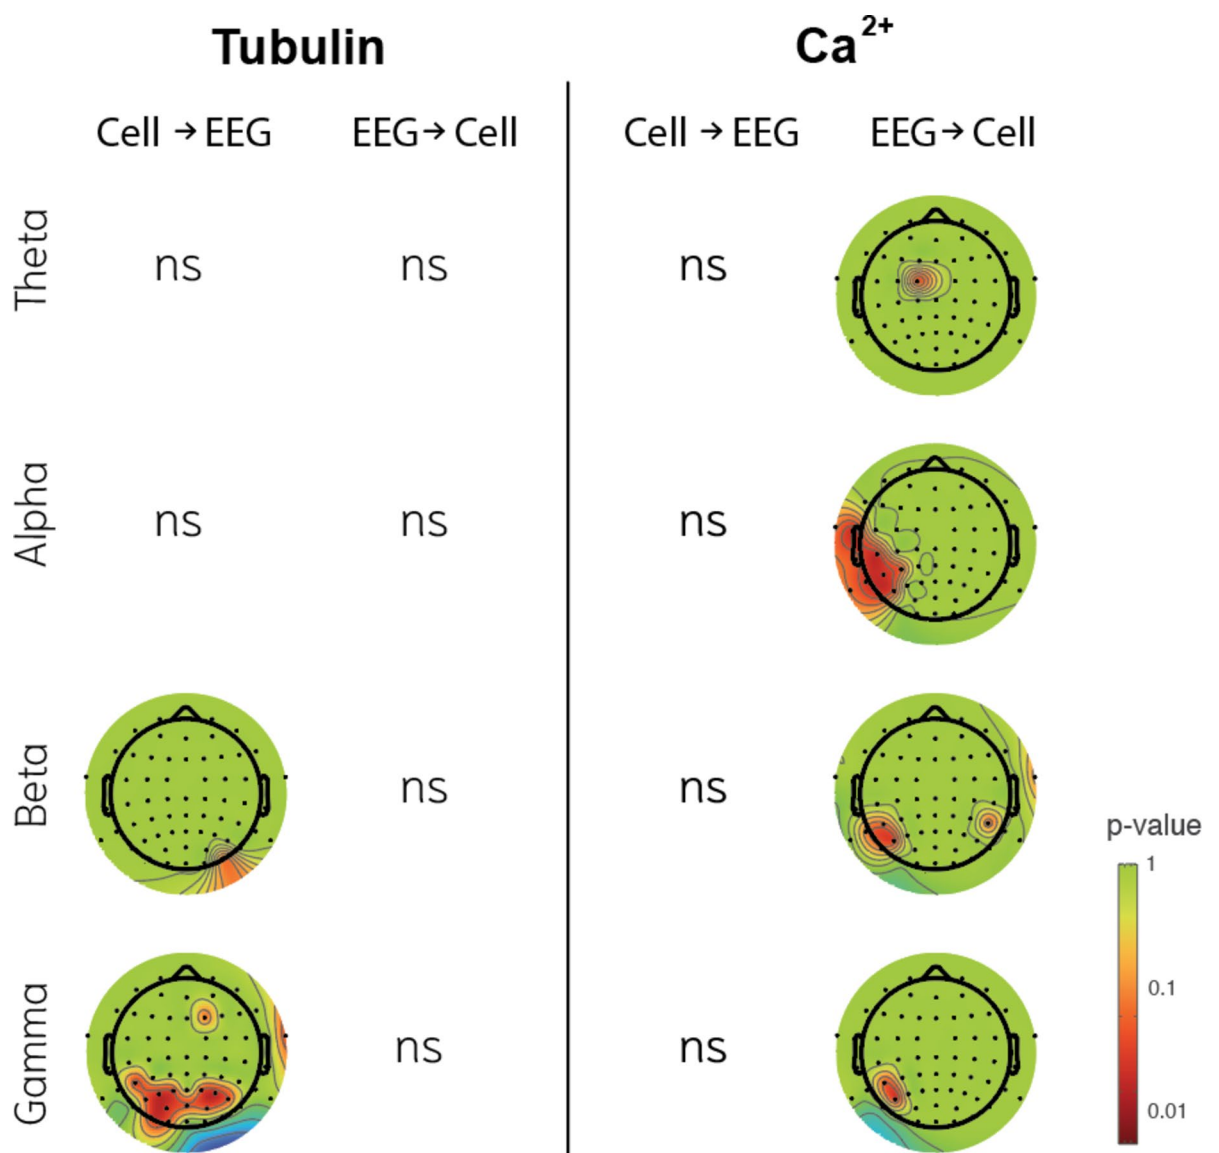 Tubulin Ca²⁺
Cell → EEG EEG → Cell Cell → EEG EEG → Cell
Theta ns ns ns
Alpha ns ns ns
Beta ns ns
p-value
1
0.1
Gamma ns ns
0.01